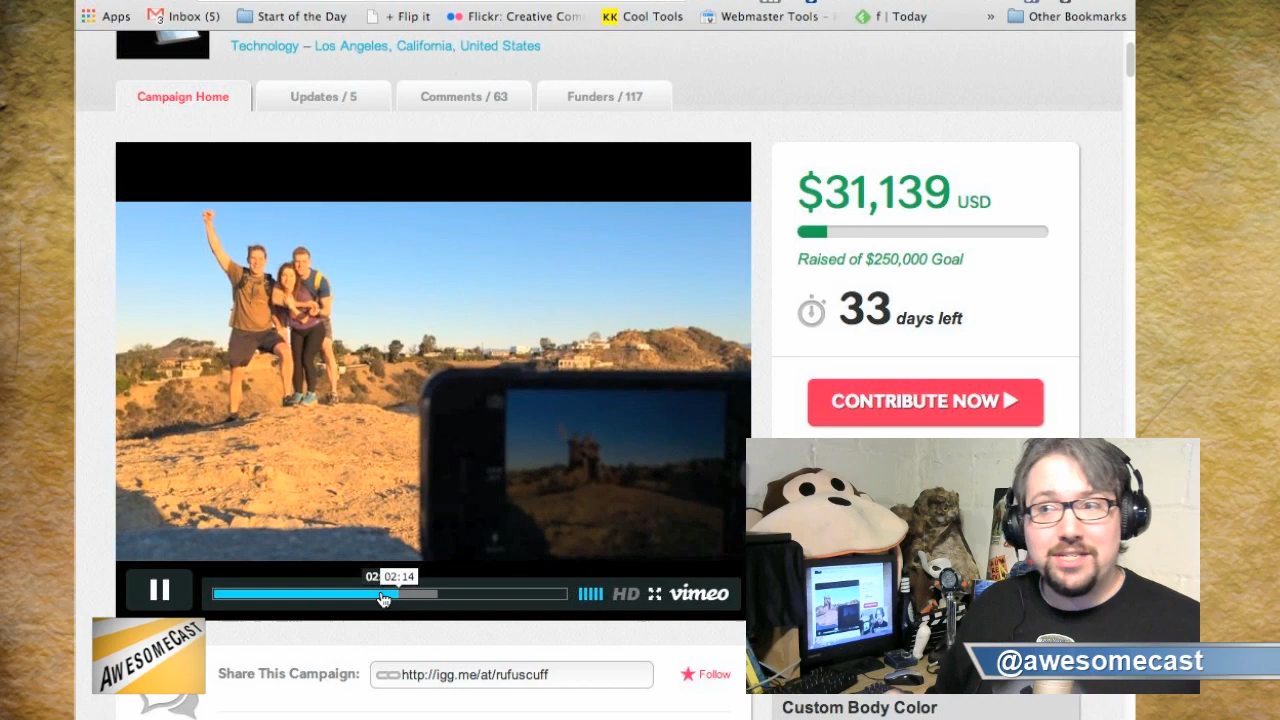 Apps Inbox (5) Start of the Day + Flip it Flickr: Creative Com KK Cool Tools Webmaster Tools - f | Today » Other Bookmarks
Technology – Los Angeles, California, United States
Campaign Home Updates / 5 Comments / 63 Funders / 117
$31,139 USD
Raised of $250,000 Goal
33 days left
CONTRIBUTE NOW
02:14
HD vimeo
AWESOMECAST
Share This Campaign: http://igg.me/at/rufuscuff Follow
@awesomecast
Custom Body Color